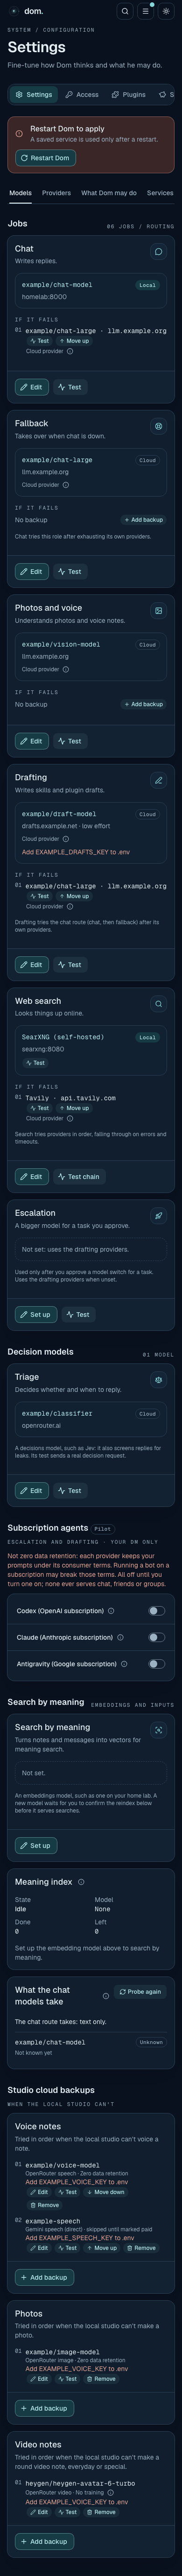 dom.
SYSTEM / CONFIGURATION
Settings
Fine-tune how Dom thinks and what he may do.
Settings Access Plugins S
Restart Dom to apply
A saved service is used only after a restart.
Restart Dom
Models Providers What Dom may do Services
Jobs 06 JOBS / ROUTING
Chat
Writes replies.
example/chat-model Local
homelab:8000
IF IT FAILS
01 example/chat-large · llm.example.org
Test Move up
Cloud provider
Edit Test
Fallback
Takes over when chat is down.
example/chat-large Cloud
llm.example.org
Cloud provider
IF IT FAILS
No backup Add backup
Chat tries this role after exhausting its own providers.
Edit Test
Photos and voice
Understands photos and voice notes.
example/vision-model Cloud
llm.example.org
Cloud provider
IF IT FAILS
No backup Add backup
Edit Test
Drafting
Writes skills and plugin drafts.
example/draft-model Cloud
drafts.example.net · low effort
Cloud provider
Add EXAMPLE_DRAFTS_KEY to .env
IF IT FAILS
01 example/chat-large · llm.example.org
Test Move up
Cloud provider
Drafting tries the chat route (chat, then fallback) after its
own providers.
Edit Test
Web search
Looks things up online.
SearXNG (self-hosted) Local
searxng:8080
Test
IF IT FAILS
01 Tavily · api.tavily.com
Test Move up
Cloud provider
Search tries providers in order, falling through on errors and
timeouts.
Edit Test chain
Escalation
A bigger model for a task you approve.
Not set: uses the drafting providers.
Used only after you approve a model switch for a task.
Uses the drafting providers when unset.
Set up Test
Decision models 01 MODEL
Triage
Decides whether and when to reply.
example/classifier Cloud
openrouter.ai
A decisions model, such as Jev: it also screens replies for
leaks. Its test sends a real decision request.
Edit Test
Subscription agents Pilot
ESCALATION AND DRAFTING · YOUR DM ONLY
Not zero data retention: each provider keeps your
prompts under its consumer terms. Running a bot on a
subscription may break those terms. All off until you
turn one on; none ever serves chat, friends or groups.
Codex (OpenAI subscription)
Claude (Anthropic subscription)
Antigravity (Google subscription)
Search by meaning EMBEDDINGS AND INPUTS
Search by meaning
Turns notes and messages into vectors for
meaning search.
Not set.
An embeddings model, such as one on your home lab. A
new model waits for you to confirm the reindex below
before it serves searches.
Set up
Meaning index
State Model
Idle None
Done Left
0 0
Set up the embedding model above to search by
meaning.
What the chat
models take Probe again
The chat route takes: text only.
example/chat-model Unknown
Not known yet
Studio cloud backups
WHEN THE LOCAL STUDIO CAN'T
Voice notes
Tried in order when the local studio can't voice a
note.
01 example/voice-model
OpenRouter speech · Zero data retention
Add EXAMPLE_VOICE_KEY to .env
Edit Test Move down
Remove
02 example-speech
Gemini speech (direct) · skipped until marked paid
Add EXAMPLE_SPEECH_KEY to .env
Edit Test Move up Remove
Add backup
Photos
Tried in order when the local studio can't make a
photo.
01 example/image-model
OpenRouter image · Zero data retention
Add EXAMPLE_VOICE_KEY to .env
Edit Test Remove
Add backup
Video notes
Tried in order when the local studio can't make a
round video note, everyday or special.
01 heygen/heygen-avatar-6-turbo
OpenRouter video · No training
Add EXAMPLE_VOICE_KEY to .env
Edit Test Remove
Add backup